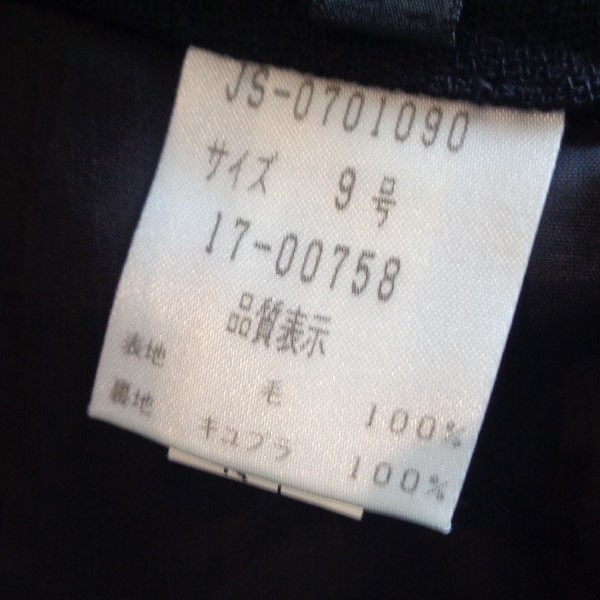 JS-0701090
サイズ 9号
17-00758
品質表示
表地 毛 100%
裏地 キュプラ 100%